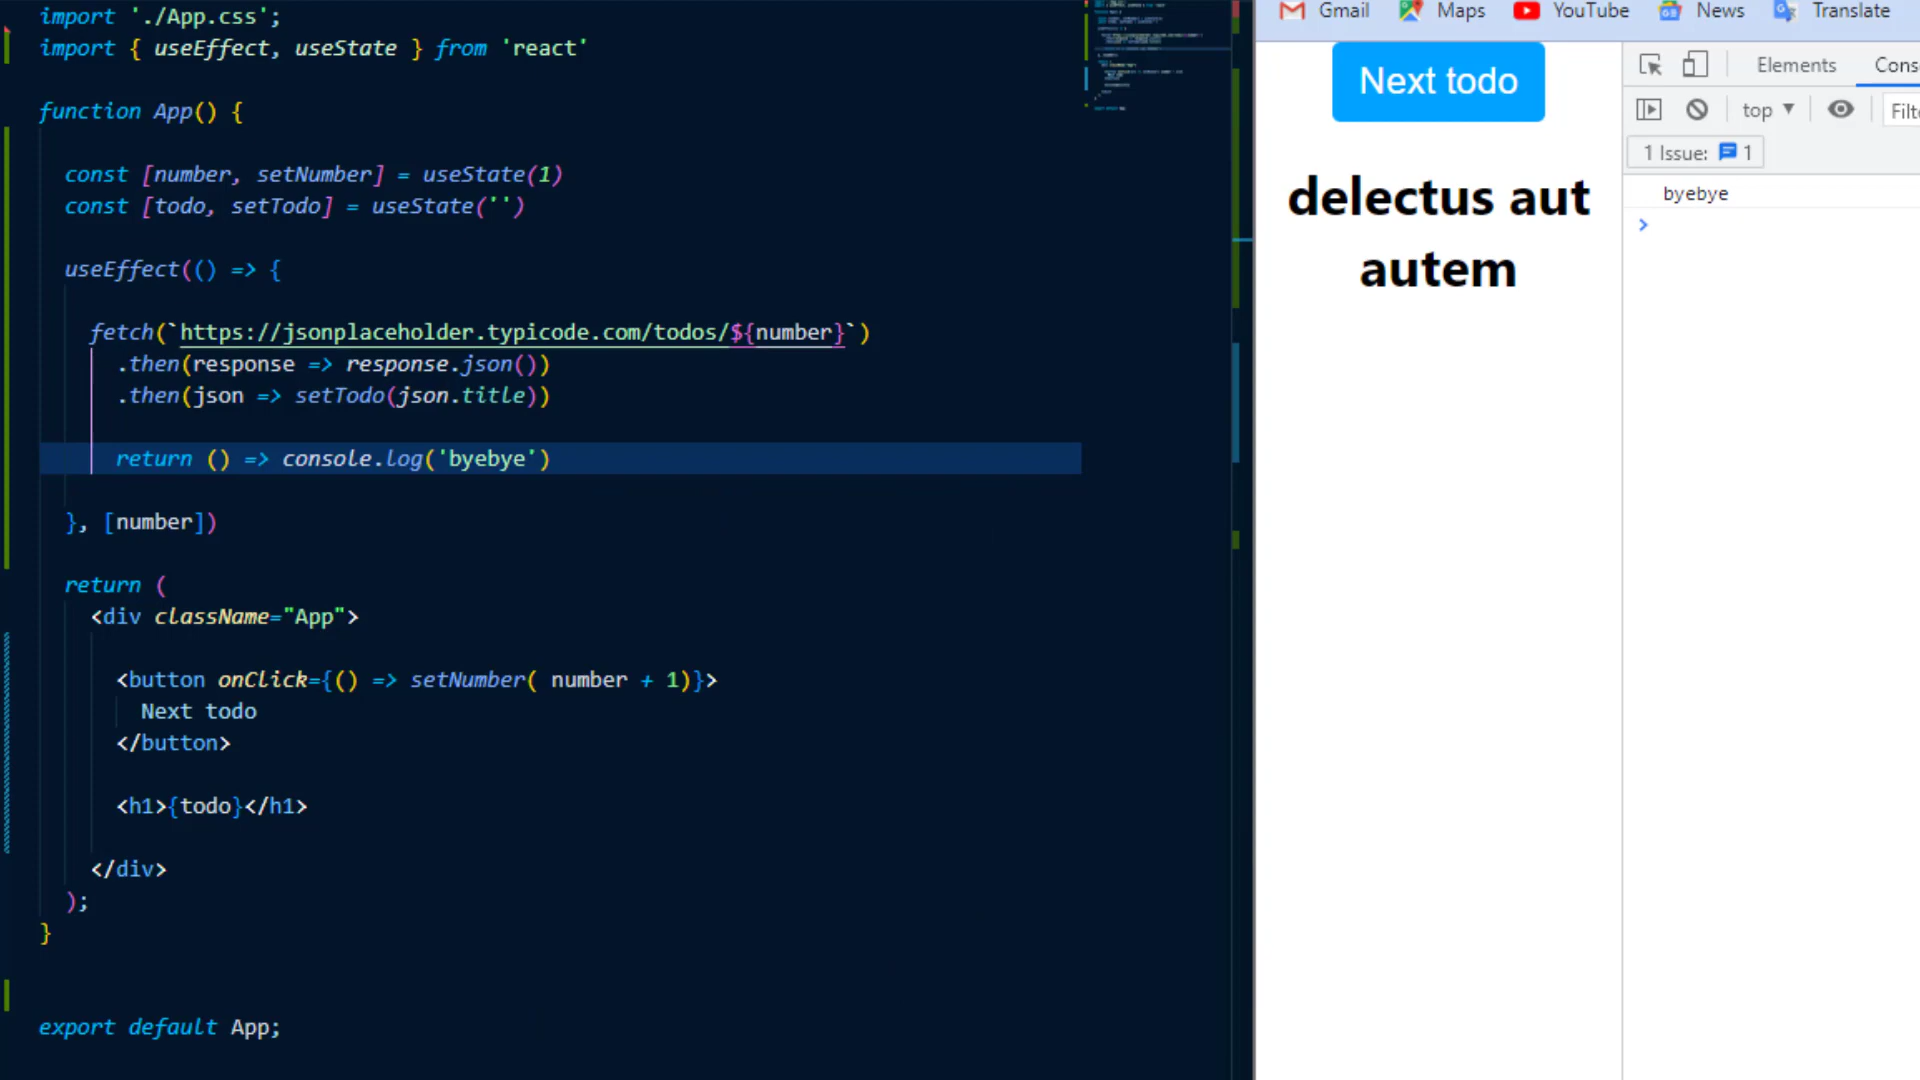 import './App.css';
import { useEffect, useState } from 'react'
function App() {
const [number, setNumber] = useState(1)
const [todo, setTodo] = useState('')
useEffect(() => {
fetch(`https://jsonplaceholder.typicode.com/todos/${number}`)
.then(response => response.json())
.then(json => setTodo(json.title))
return () => console.log('byebye')
}, [number])
return (
<div className="App">
<button onClick={() => setNumber( number + 1)}>
Next todo
</button>
<h1>{todo}</h1>
</div>
);
}
export default App;
Gmail Maps YouTube News Translate
Next todo
delectus aut
autem
Elements Cons
top Filte
1 Issue: 1
byebye